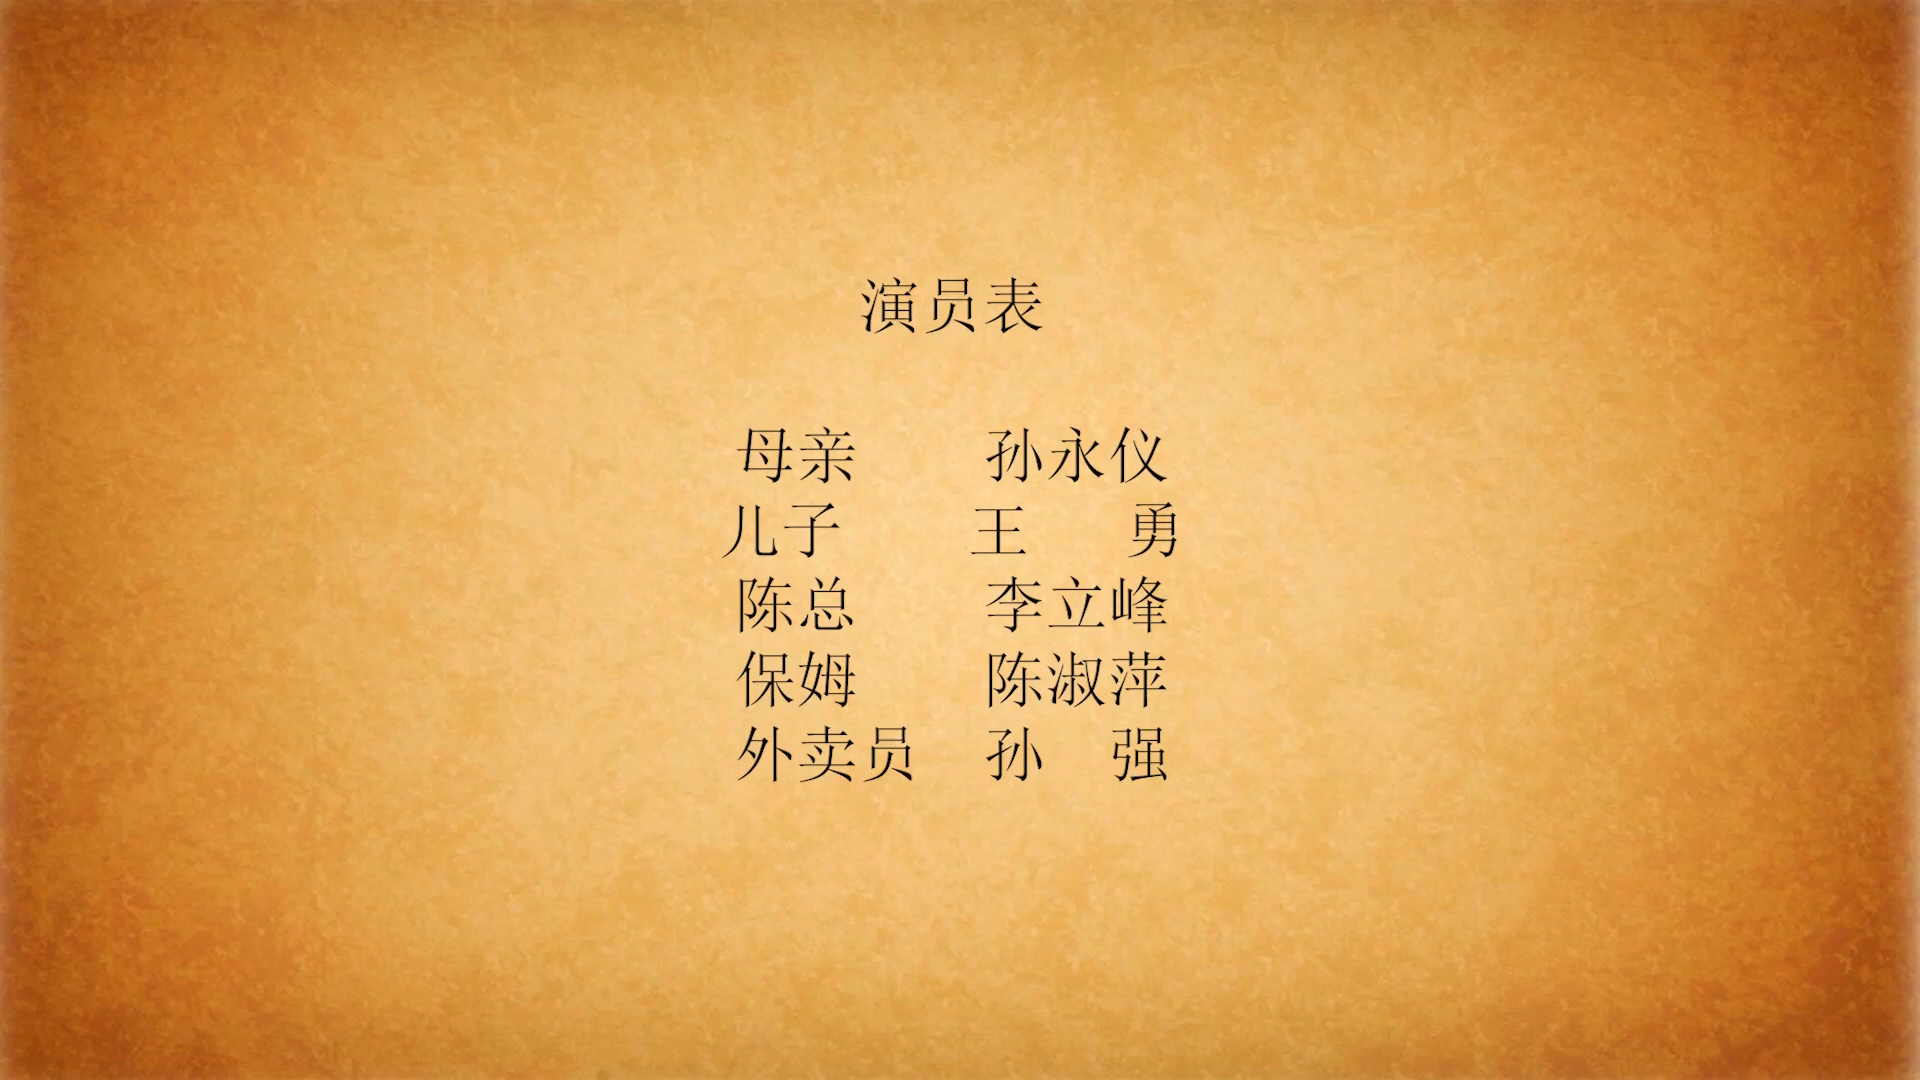 演员表
母亲 孙永仪
儿子 王 勇
陈总 李立峰
保姆 陈淑萍
外卖员 孙 强